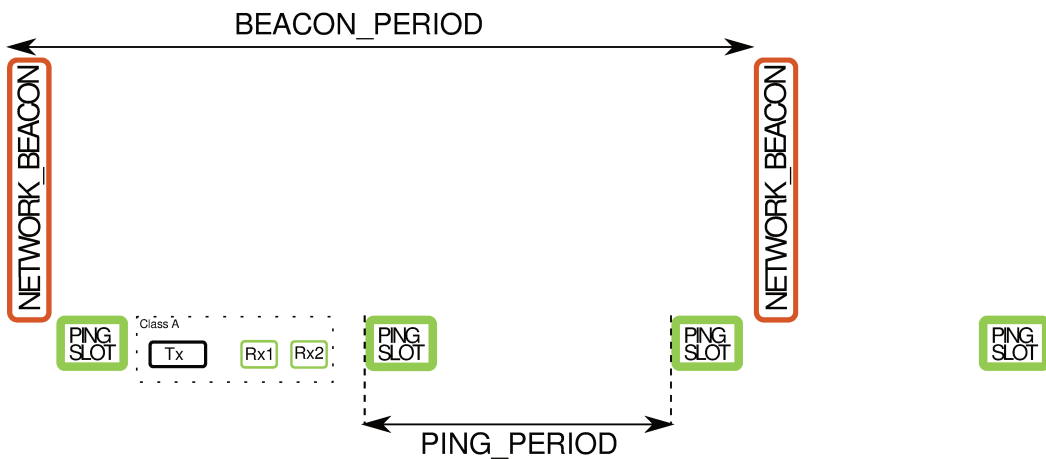 BEACON_PERIOD
NETWORK_BEACON
NETWORK_BEACON
PING
SLOT
Class A
Tx
Rx1
Rx2
PING
SLOT
PING
SLOT
PING
SLOT
PING_PERIOD